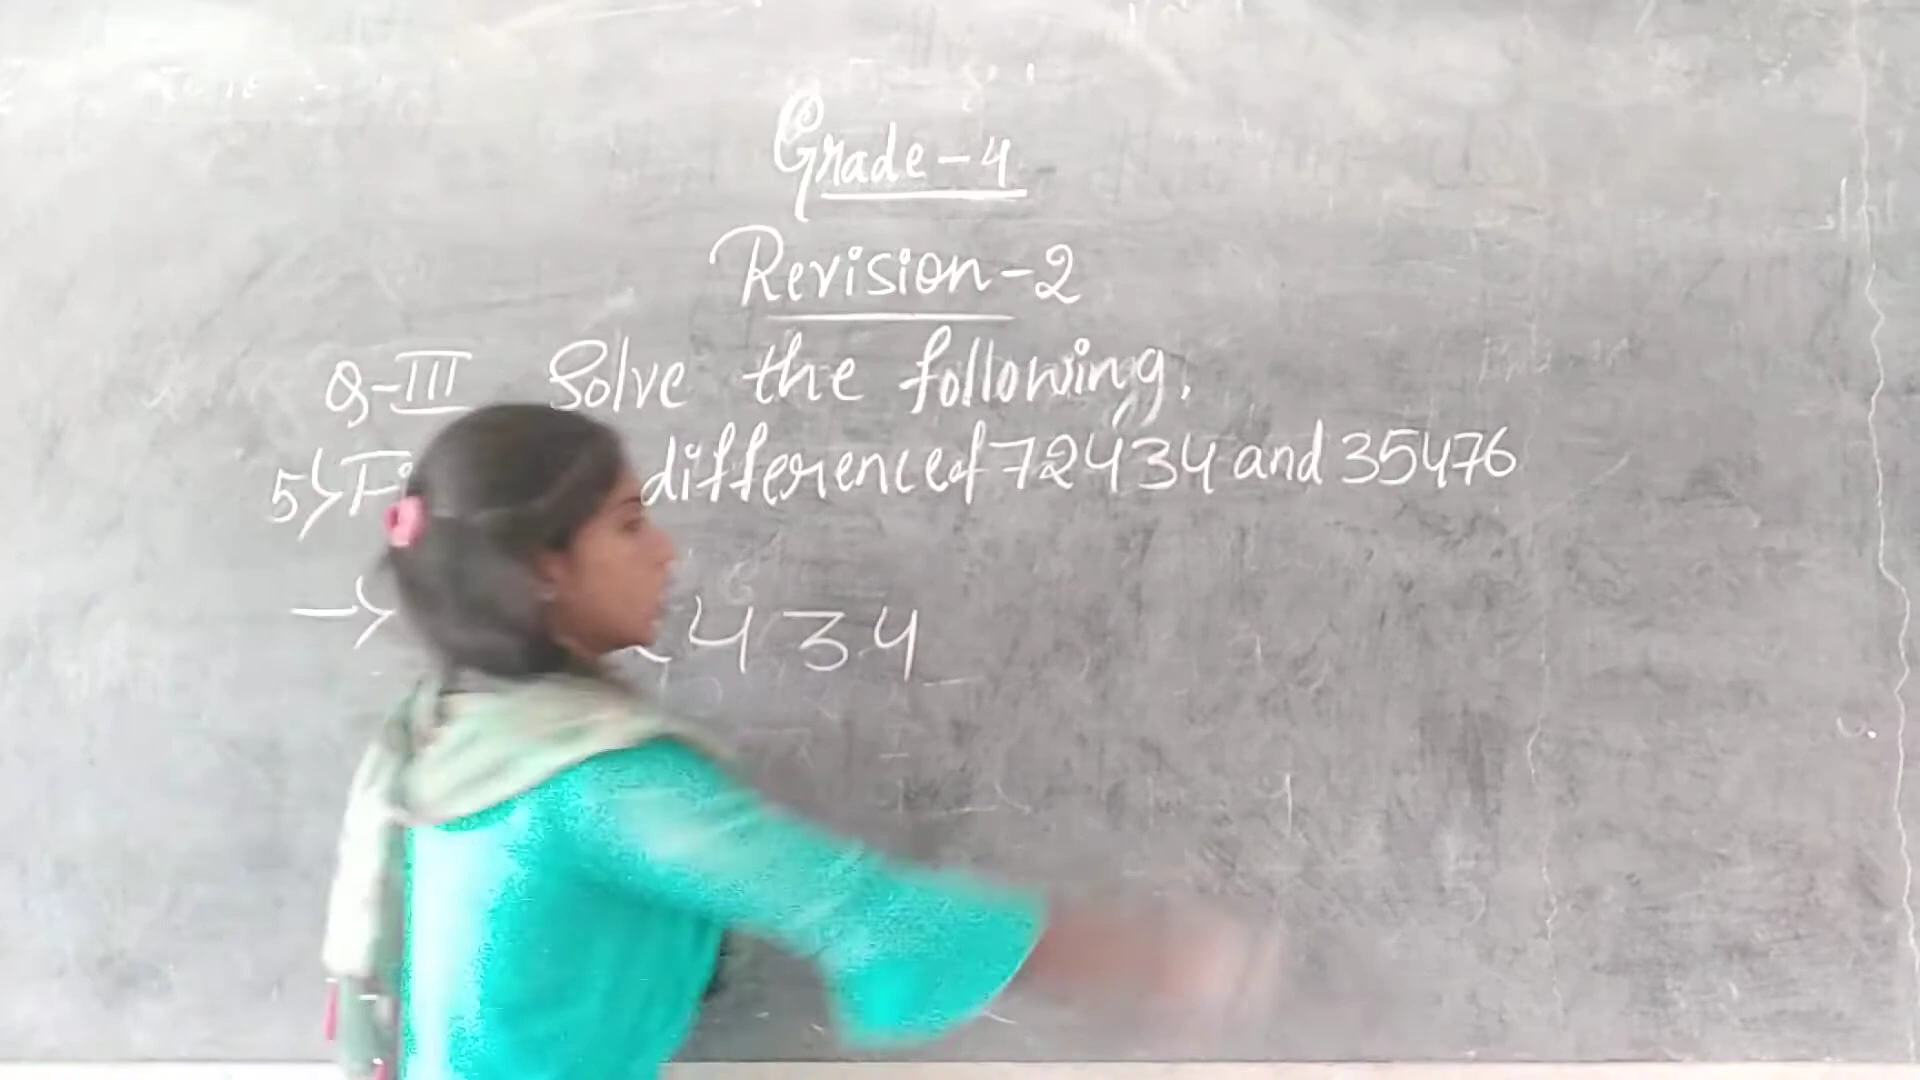 Grade-4
Revision-2
Q-III Solve the following.
5) difference of 72434 and 35476
→ 434